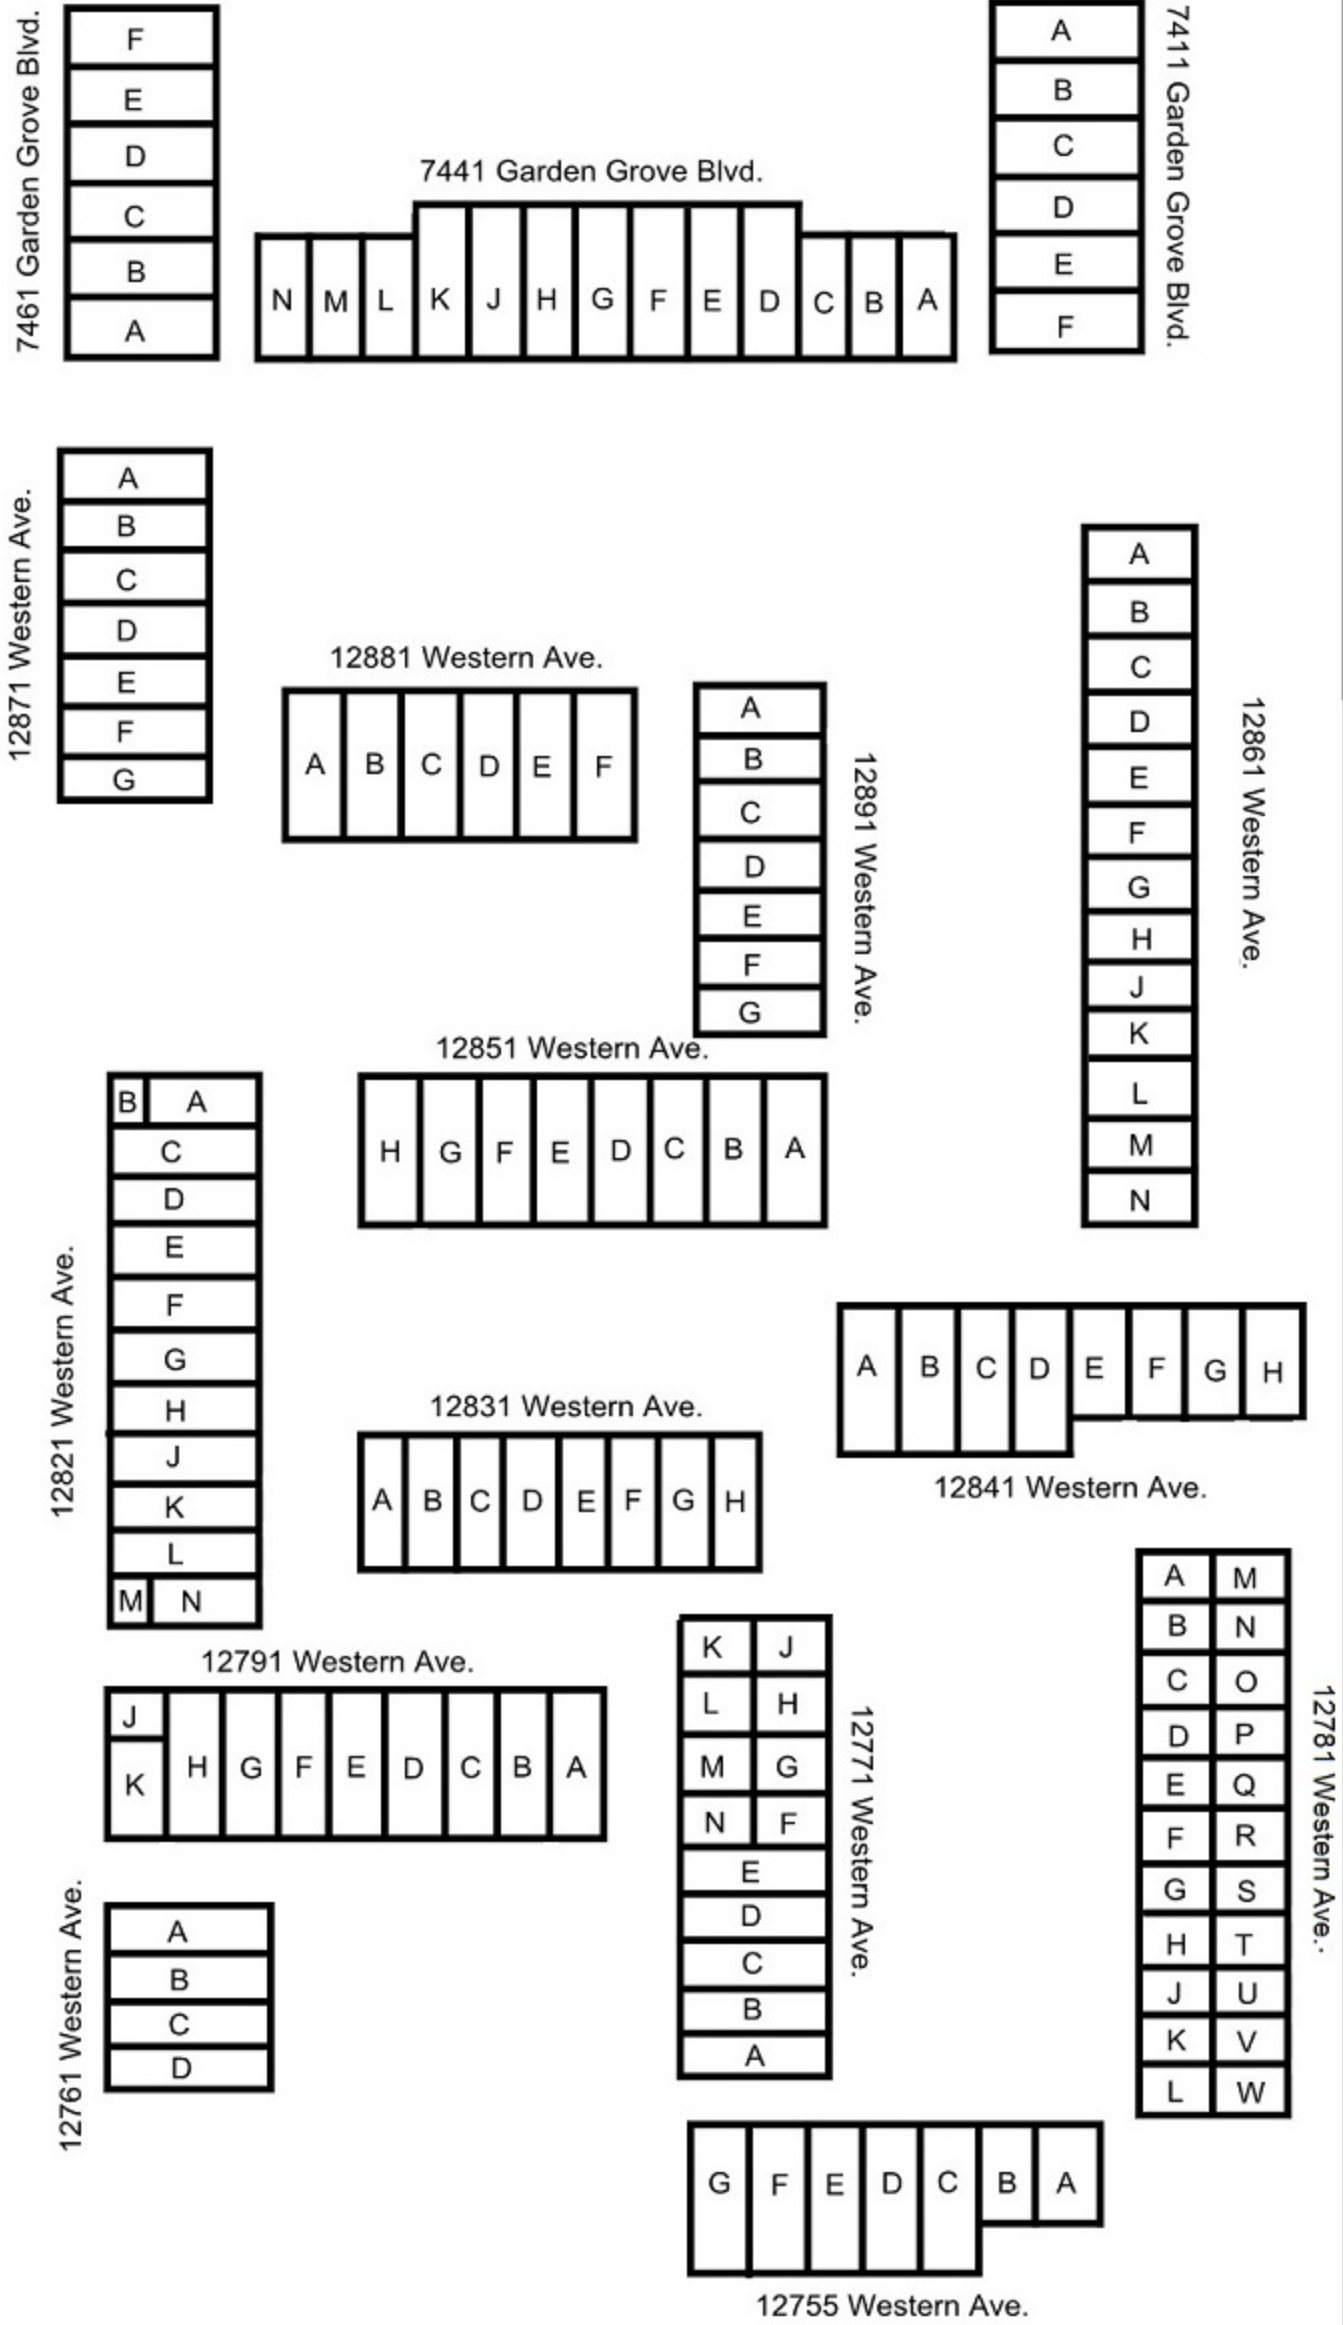 7461 Garden Grove Blvd.
F
E
D
C
B
A
7441 Garden Grove Blvd.
N M L K J H G F E D C B A
7411 Garden Grove Blvd.
A
B
C
D
E
F
12871 Western Ave.
A
B
C
D
E
F
G
12881 Western Ave.
A B C D E F
12891 Western Ave.
A
B
C
D
E
F
G
12861 Western Ave.
A
B
C
D
E
F
G
H
J
K
L
M
N
12851 Western Ave.
H G F E D C B A
12821 Western Ave.
B A
C
D
E
F
G
H
J
K
L
M N
12841 Western Ave.
A B C D E F G H
12831 Western Ave.
A B C D E F G H
12791 Western Ave.
J
K H G F E D C B A
12771 Western Ave.
K J
L H
M G
N F
E
D
C
B
A
12781 Western Ave..
A M
B N
C O
D P
E Q
F R
G S
H T
J U
K V
L W
12761 Western Ave.
A
B
C
D
G F E D C B A
12755 Western Ave.